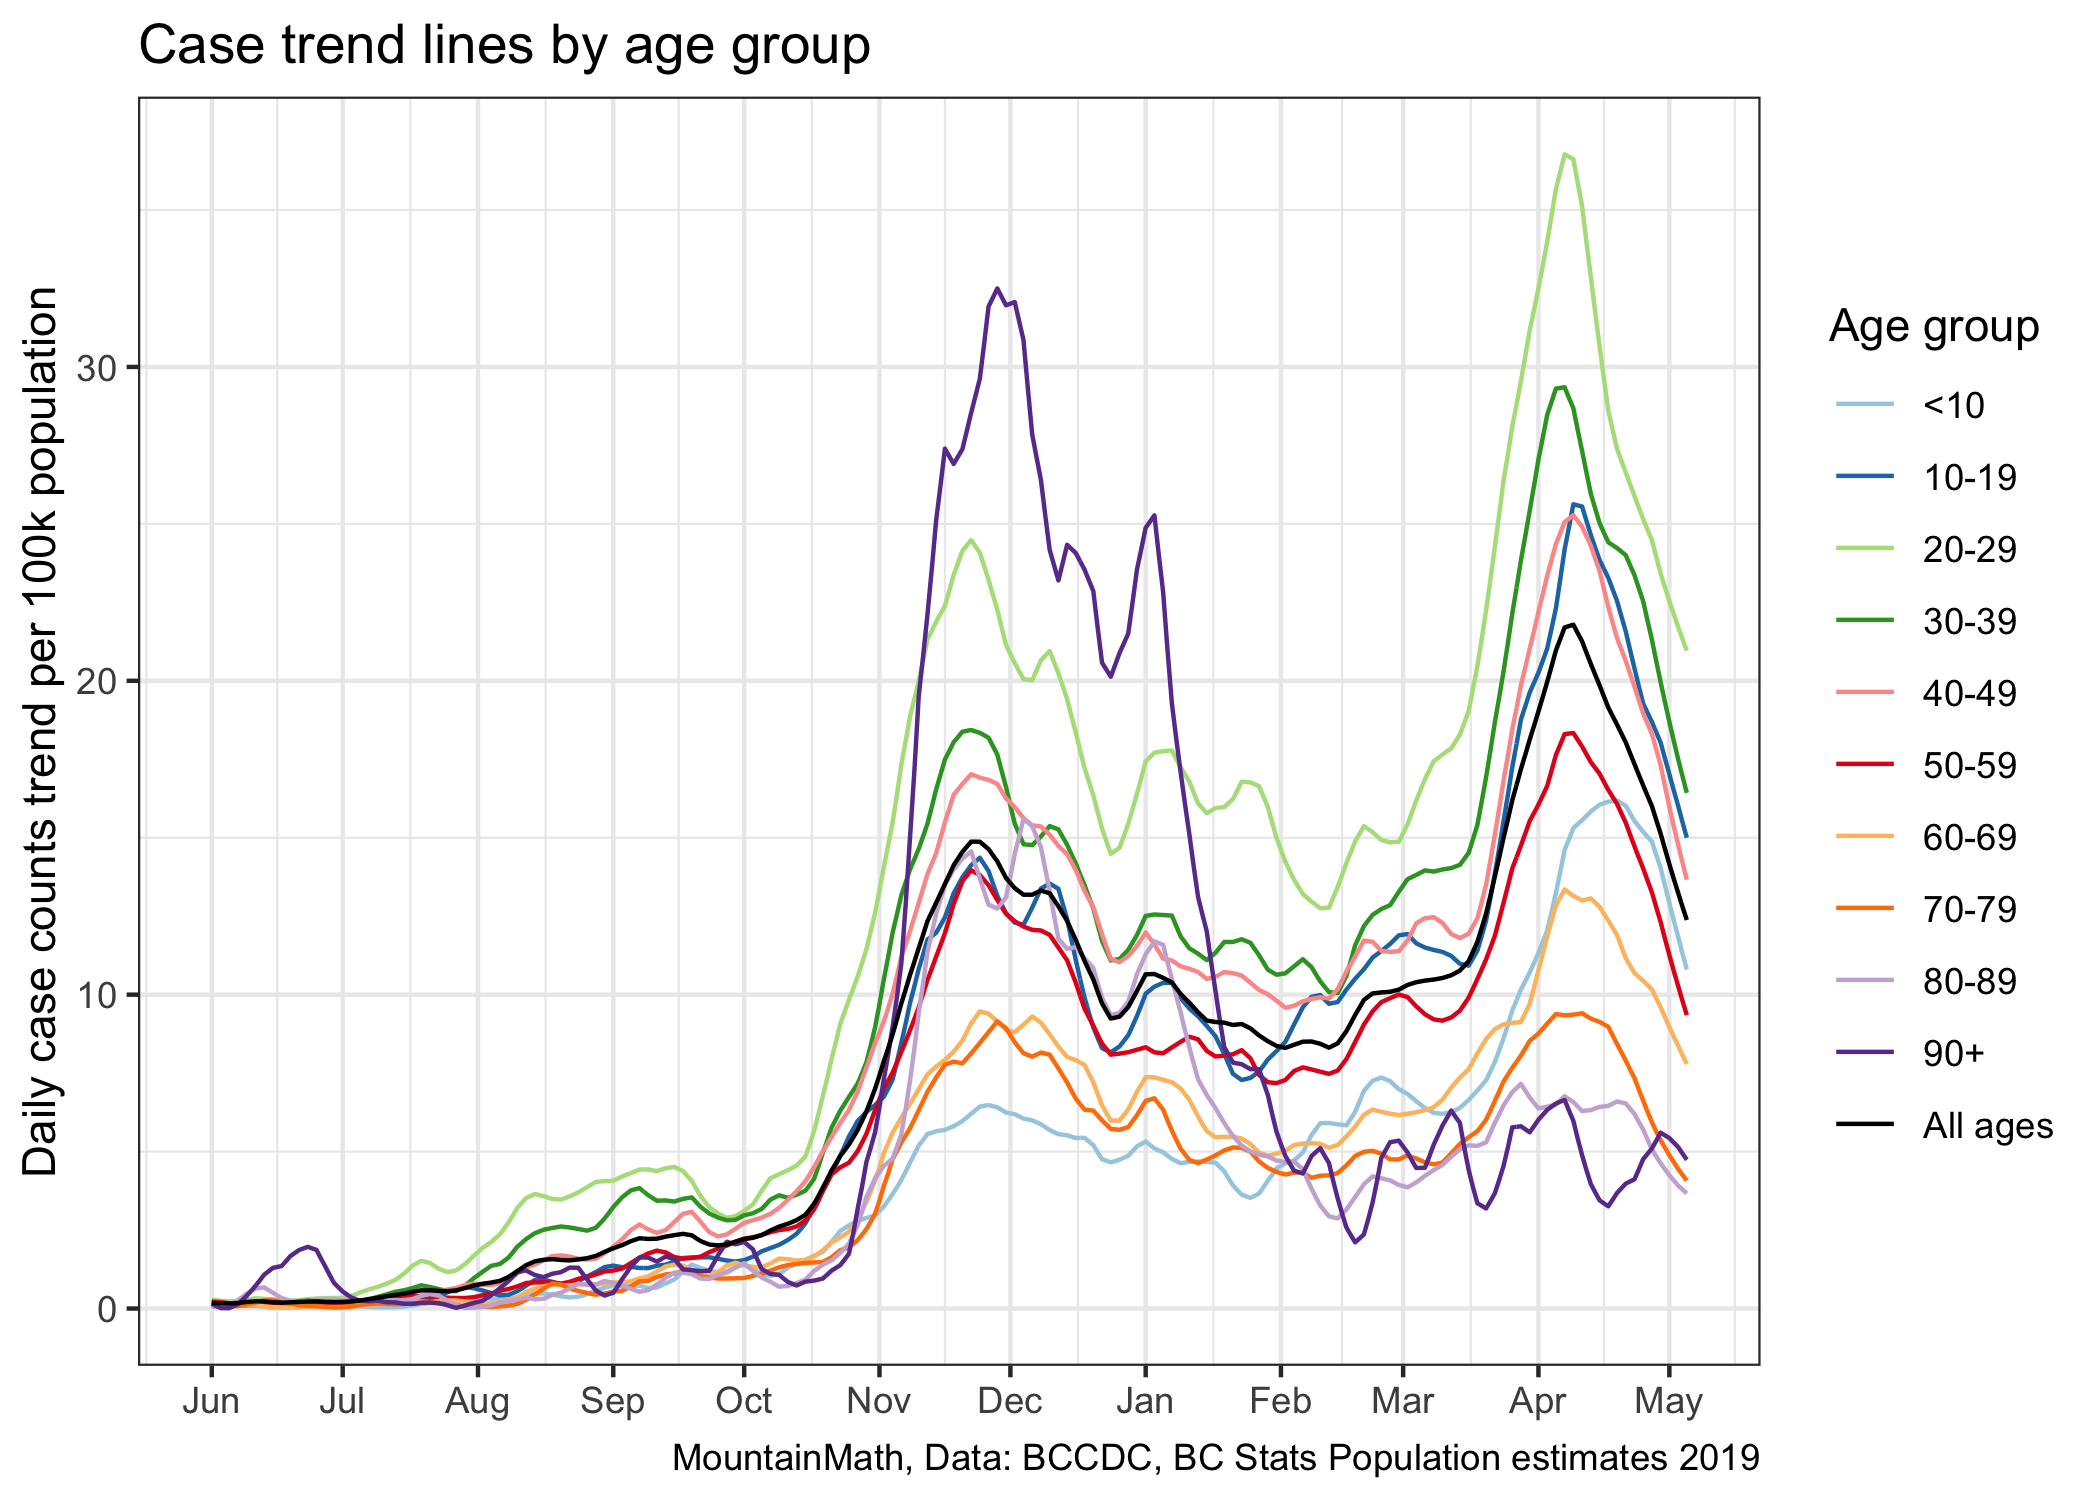 Case trend lines by age group
Daily case counts trend per 100k population
30
20
10
0
Jun Jul Aug Sep Oct Nov Dec Jan Feb Mar Apr May
Age group
<10
10-19
20-29
30-39
40-49
50-59
60-69
70-79
80-89
90+
All ages
MountainMath, Data: BCCDC, BC Stats Population estimates 2019